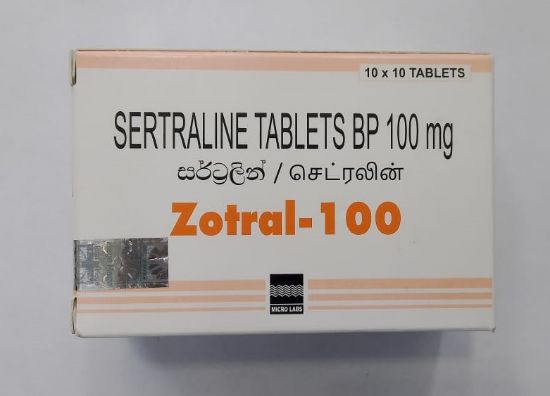 10 x 10 TABLETS
SERTRALINE TABLETS BP 100 mg
සර්ට්‍රලින් / செட்ரலின்
Zotral-100
MICRO LABS